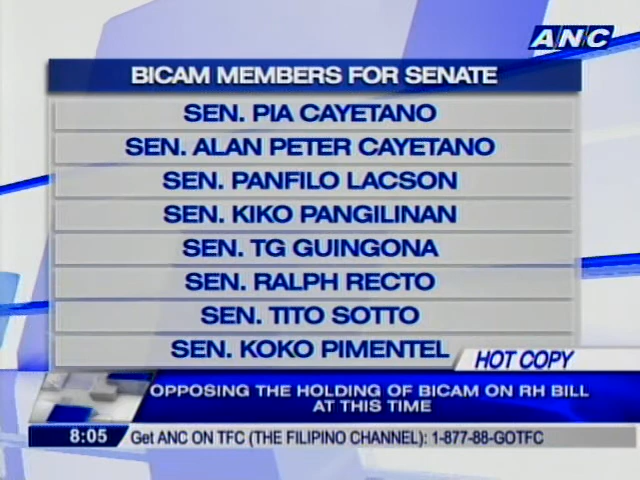 ANC
BICAM MEMBERS FOR SENATE
SEN. PIA CAYETANO
SEN. ALAN PETER CAYETANO
SEN. PANFILO LACSON
SEN. KIKO PANGILINAN
SEN. TG GUINGONA
SEN. RALPH RECTO
SEN. TITO SOTTO
SEN. KOKO PIMENTEL
HOT COPY
OPPOSING THE HOLDING OF BICAM ON RH BILL
AT THIS TIME
8:05 Get ANC ON TFC (THE FILIPINO CHANNEL): 1-877-88-GOTFC